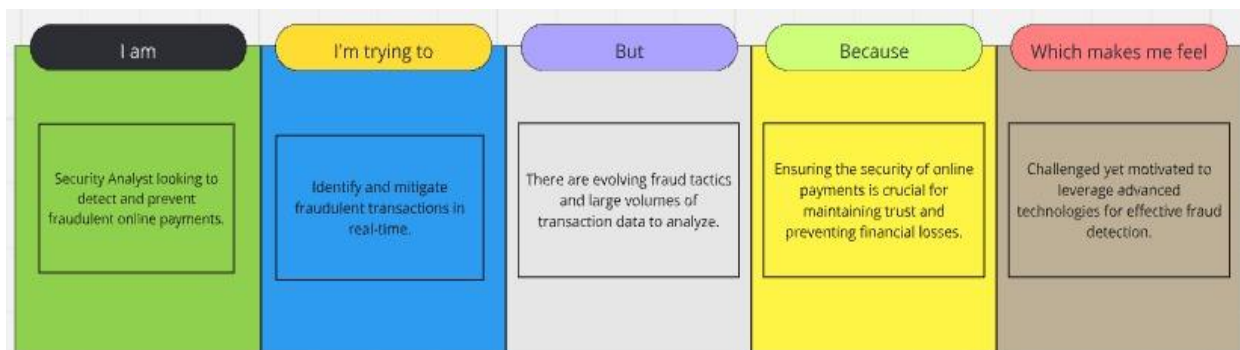 I am
I'm trying to
But
Because
Which makes me feel
Security Analyst looking to
detect and prevent
fraudulent online payments.
Identify and mitigate
fraudulent transactions in
real-time.
There are evolving fraud tactics
and large volumes of
transaction data to analyze.
Ensuring the security of online
payments is crucial for
maintaining trust and
preventing financial losses.
Challenged yet motivated to
leverage advanced
technologies for effective fraud
detection.